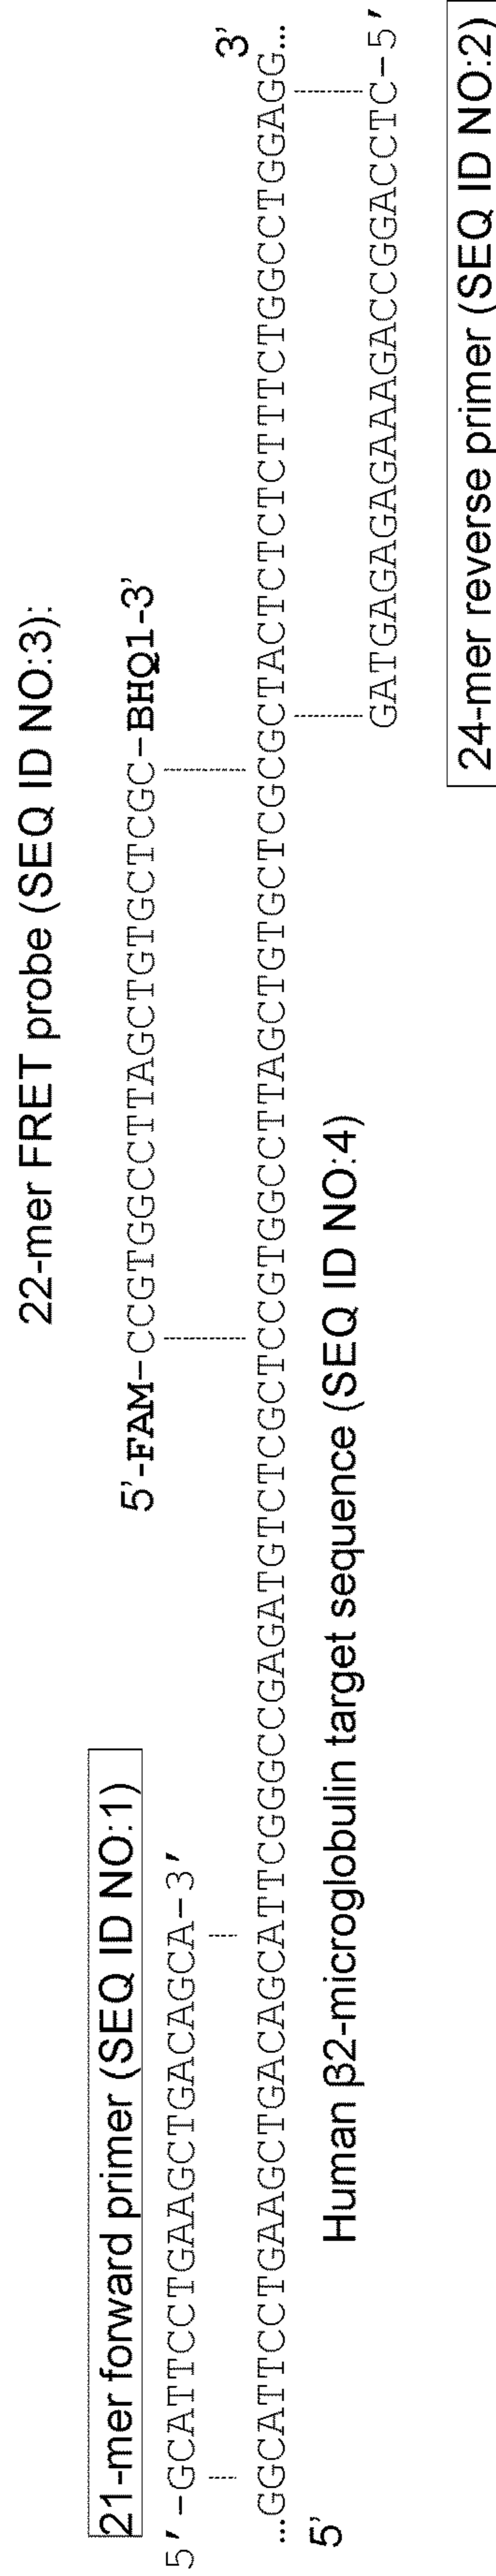 22-mer FRET probe (SEQ ID NO:3):
5'-FAM-CCGTGGCCTTAGCTGTGCTCGC-BHQ1-3'
21-mer forward primer (SEQ ID NO:1)
5'-GCATTCCTGAAGCTGACAGCA-3'
3'
...GGCATTCCTGAAGCTGACAGCATTCGGGCCGAGATGTCTCGCTCCGTGGCCTTAGCTGTGCTCGCGCTACTCTCTCTTTCTGGCCTGGAGG...
5'
Human β2-microglobulin target sequence (SEQ ID NO:4)
GATGAGAGAGAAAGACCGGACCTC-5'
24-mer reverse primer (SEQ ID NO:2)